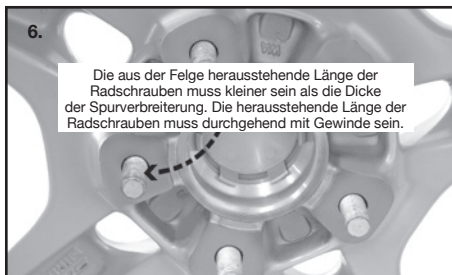 6.
Die aus der Felge herausstehende Länge der
Radschrauben muss kleiner sein als die Dicke
der Spurverbreiterung. Die herausstehende Länge der
Radschrauben muss durchgehend mit Gewinde sein.